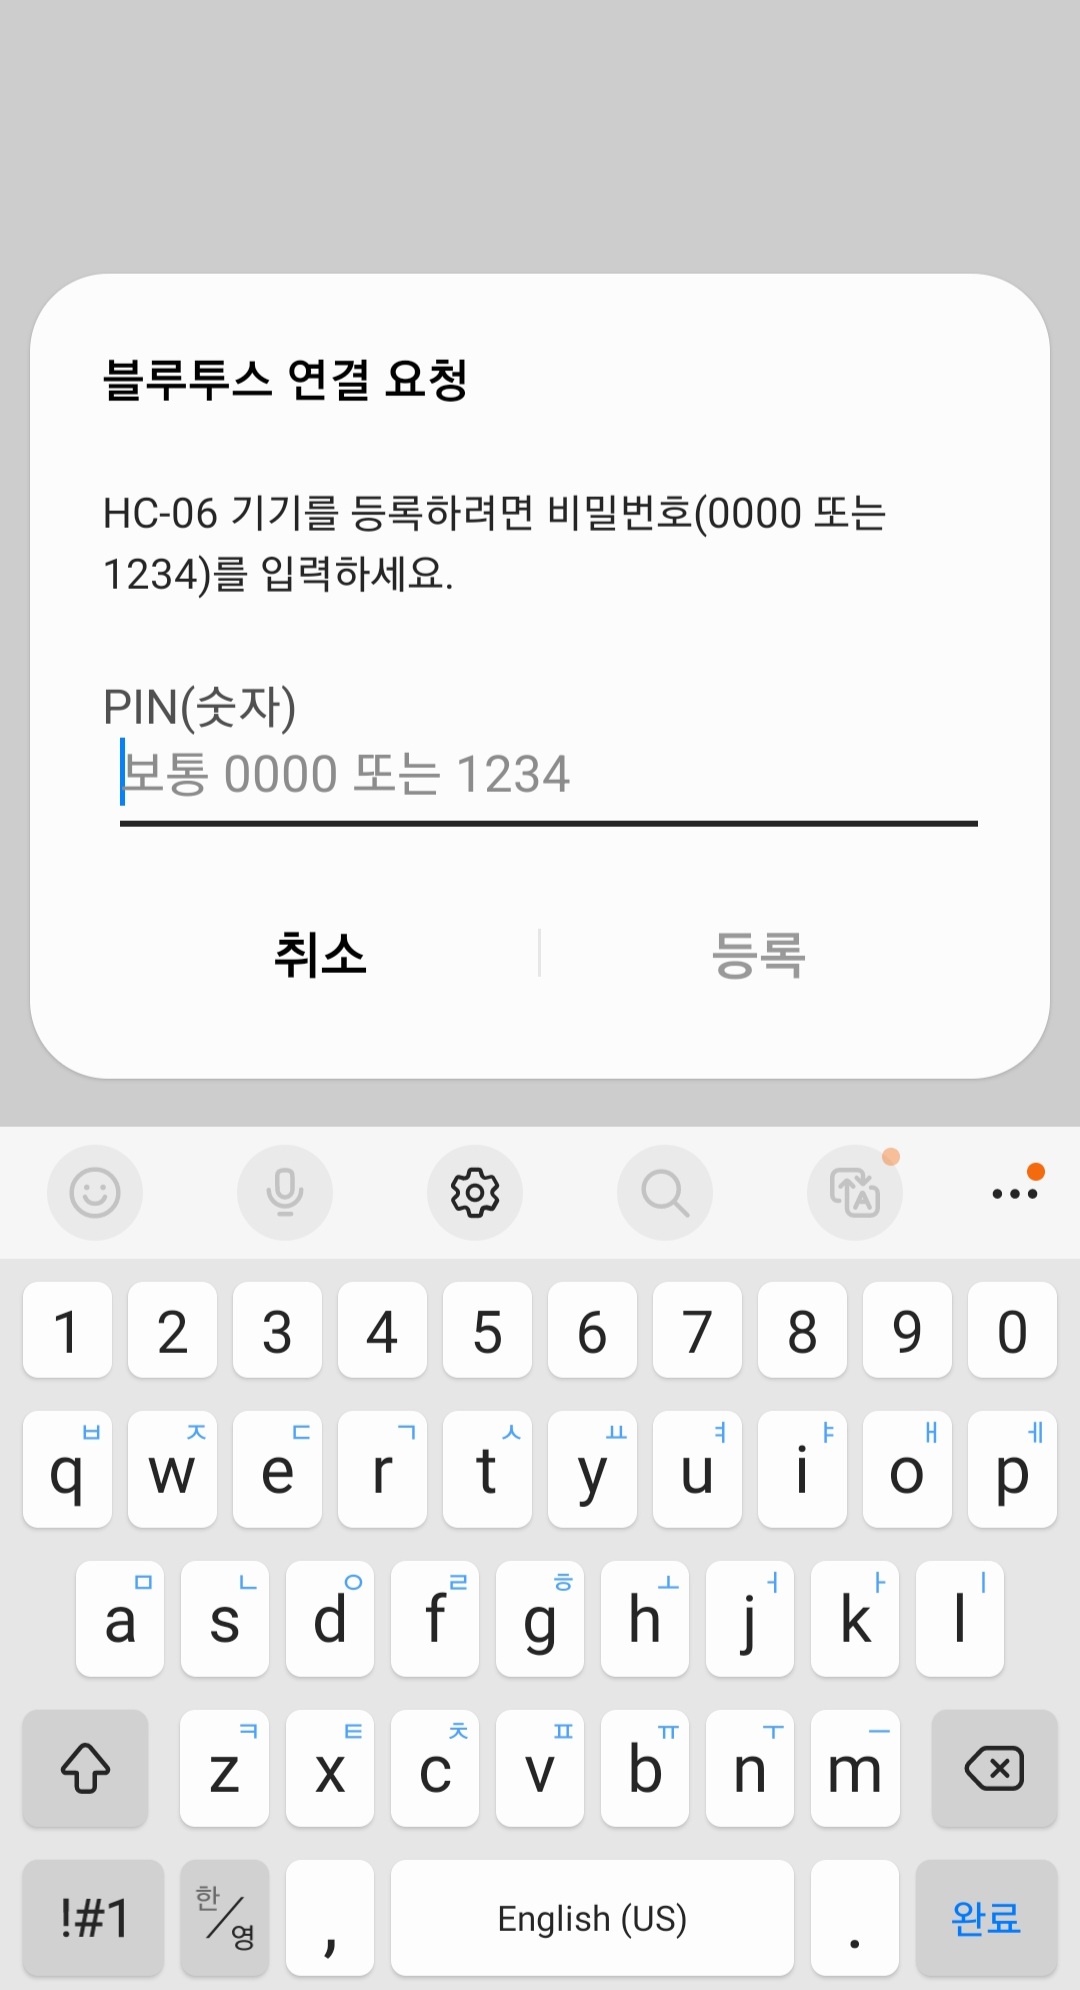 블루투스 연결 요청
HC-06 기기를 등록하려면 비밀번호(0000 또는
1234)를 입력하세요.
PIN(숫자)
보통 0000 또는 1234
취소 등록
1 2 3 4 5 6 7 8 9 0
ㅂ ㅈ ㄷ ㄱ ㅅ ㅛ ㅕ ㅑ ㅐ ㅔ
q w e r t y u i o p
ㅁ ㄴ ㅇ ㄹ ㅎ ㅗ ㅓ ㅏ ㅣ
a s d f g h j k l
ㅋ ㅌ ㅊ ㅍ ㅠ ㅜ ㅡ
z x c v b n m
!#1 한/영 , English (US) . 완료